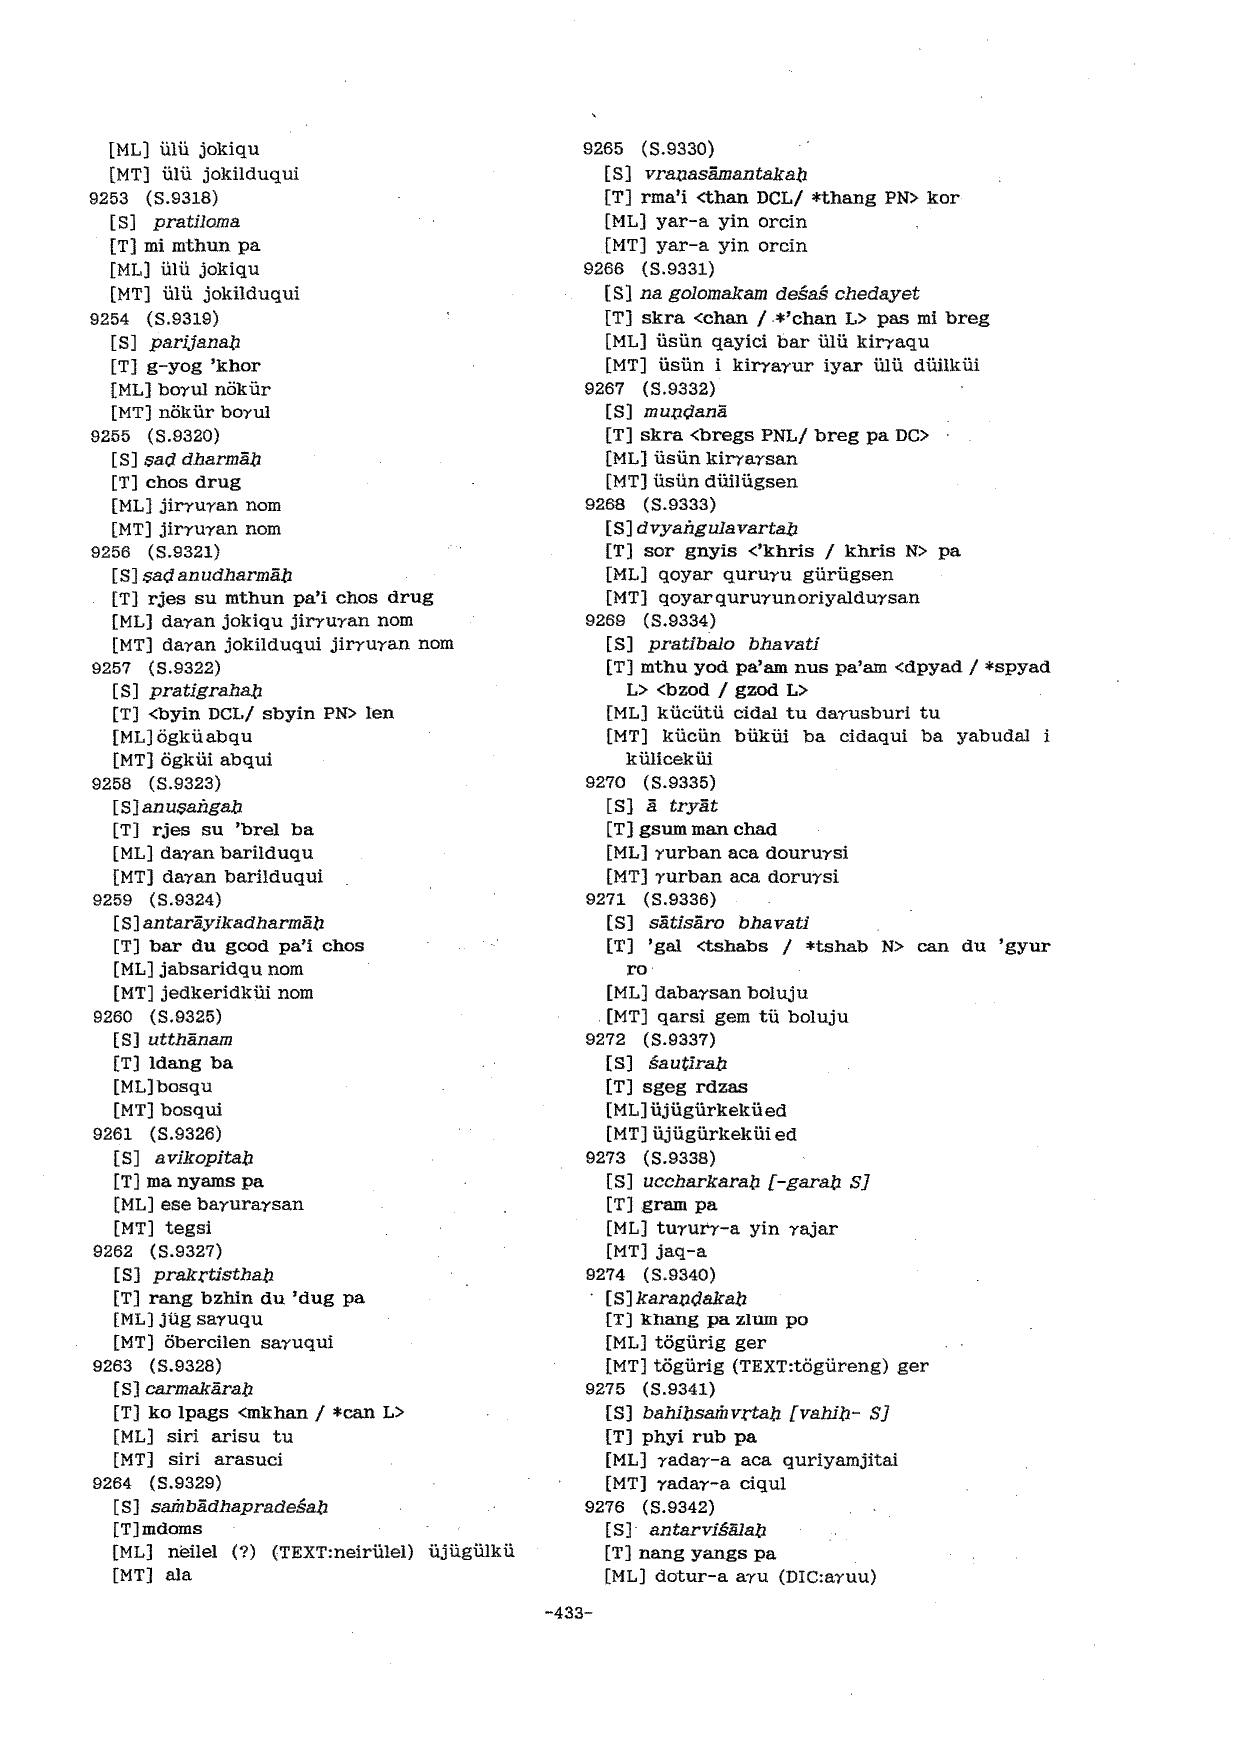 [ML] ülü jokiqu
[MT] ülü jokilduqui
9253 (S.9318)
[S] pratiloma
[T] mi mthun pa
[ML] ülü jokiqu
[MT] ülü jokilduqui
9254 (S.9319)
[S] parijanaḥ
[T] g-yog 'khor
[ML] boγul nökür
[MT] nökür boγul
9255 (S.9320)
[S] ṣaḍ dharmāḥ
[T] chos drug
[ML] jirγuγan nom
[MT] jirγuγan nom
9256 (S.9321)
[S] ṣaḍ anudharmāḥ
[T] rjes su mthun pa'i chos drug
[ML] daγan jokiqu jirγuγan nom
[MT] daγan jokilduqui jirγuγan nom
9257 (S.9322)
[S] pratigrahaḥ
[T] <byin DCL/ sbyin PN> len
[ML] ögkü abqu
[MT] ögküi abqui
9258 (S.9323)
[S] anuṣaṅgaḥ
[T] rjes su 'brel ba
[ML] daγan barilduqu
[MT] daγan barilduqui
9259 (S.9324)
[S] antarāyikadharmāḥ
[T] bar du gcod pa'i chos
[ML] jabsaridqu nom
[MT] jedkeridküi nom
9260 (S.9325)
[S] utthānam
[T] ldang ba
[ML] bosqu
[MT] bosqui
9261 (S.9326)
[S] avikopitaḥ
[T] ma nyams pa
[ML] ese baγuraγsan
[MT] tegsi
9262 (S.9327)
[S] prakṛtisthaḥ
[T] rang bzhin du 'dug pa
[ML] jüg saγuqu
[MT] öbercilen saγuqui
9263 (S.9328)
[S] carmakāraḥ
[T] ko lpags <mkhan / *can L>
[ML] siri arisu tu
[MT] siri arasuci
9264 (S.9329)
[S] saṁbādhapradeśaḥ
[T] mdoms
[ML] neilel (?) (TEXT:neirülel) üjügülkü
[MT] ala
9265 (S.9330)
[S] vraṇasāmantakaḥ
[T] rma'i <than DCL/ *thang PN> kor
[ML] yar-a yin orcin
[MT] yar-a yin orcin
9266 (S.9331)
[S] na golomakam deśaś chedayet
[T] skra <chan / *'chan L> pas mi breg
[ML] üsün qayici bar ülü kirγaqu
[MT] üsün i kirγaγur iyar ülü düilküi
9267 (S.9332)
[S] muṇḍanā
[T] skra <bregs PNL/ breg pa DC>
[ML] üsün kirγaγsan
[MT] üsün düilügsen
9268 (S.9333)
[S] dvyaṅgulavartaḥ
[T] sor gnyis <'khris / khris N> pa
[ML] qoyar quruγu gürügsen
[MT] qoyar quruγun oriyalduγsan
9269 (S.9334)
[S] pratibalo bhavati
[T] mthu yod pa'am nus pa'am <dpyad / *spyad
L> <bzod / gzod L>
[ML] kücütü cidal tu daγusburi tu
[MT] kücün büküi ba cidaqui ba yabudal i
küliceküi
9270 (S.9335)
[S] ā tryāt
[T] gsum man chad
[ML] γurban aca douruγsi
[MT] γurban aca doruγsi
9271 (S.9336)
[S] sātisāro bhavati
[T] 'gal <tshabs / *tshab N> can du 'gyur
ro
[ML] dabaγsan boluju
[MT] qarsi gem tü boluju
9272 (S.9337)
[S] śauṭīraḥ
[T] sgeg rdzas
[ML] üjügürkekü ed
[MT] üjügürkeküi ed
9273 (S.9338)
[S] uccharkaraḥ [-garaḥ S]
[T] gram pa
[ML] tuγurγ-a yin γajar
[MT] jaq-a
9274 (S.9340)
[S] karaṇḍakaḥ
[T] khang pa zlum po
[ML] tögürig ger
[MT] tögürig (TEXT:tögüreng) ger
9275 (S.9341)
[S] bahiḥsaṁvṛtaḥ [vahiḥ- S]
[T] phyi rub pa
[ML] γadaγ-a aca quriyamjitai
[MT] γadaγ-a ciqul
9276 (S.9342)
[S] antarviśālaḥ
[T] nang yangs pa
[ML] dotur-a aγu (DIC:aγuu)
-433-